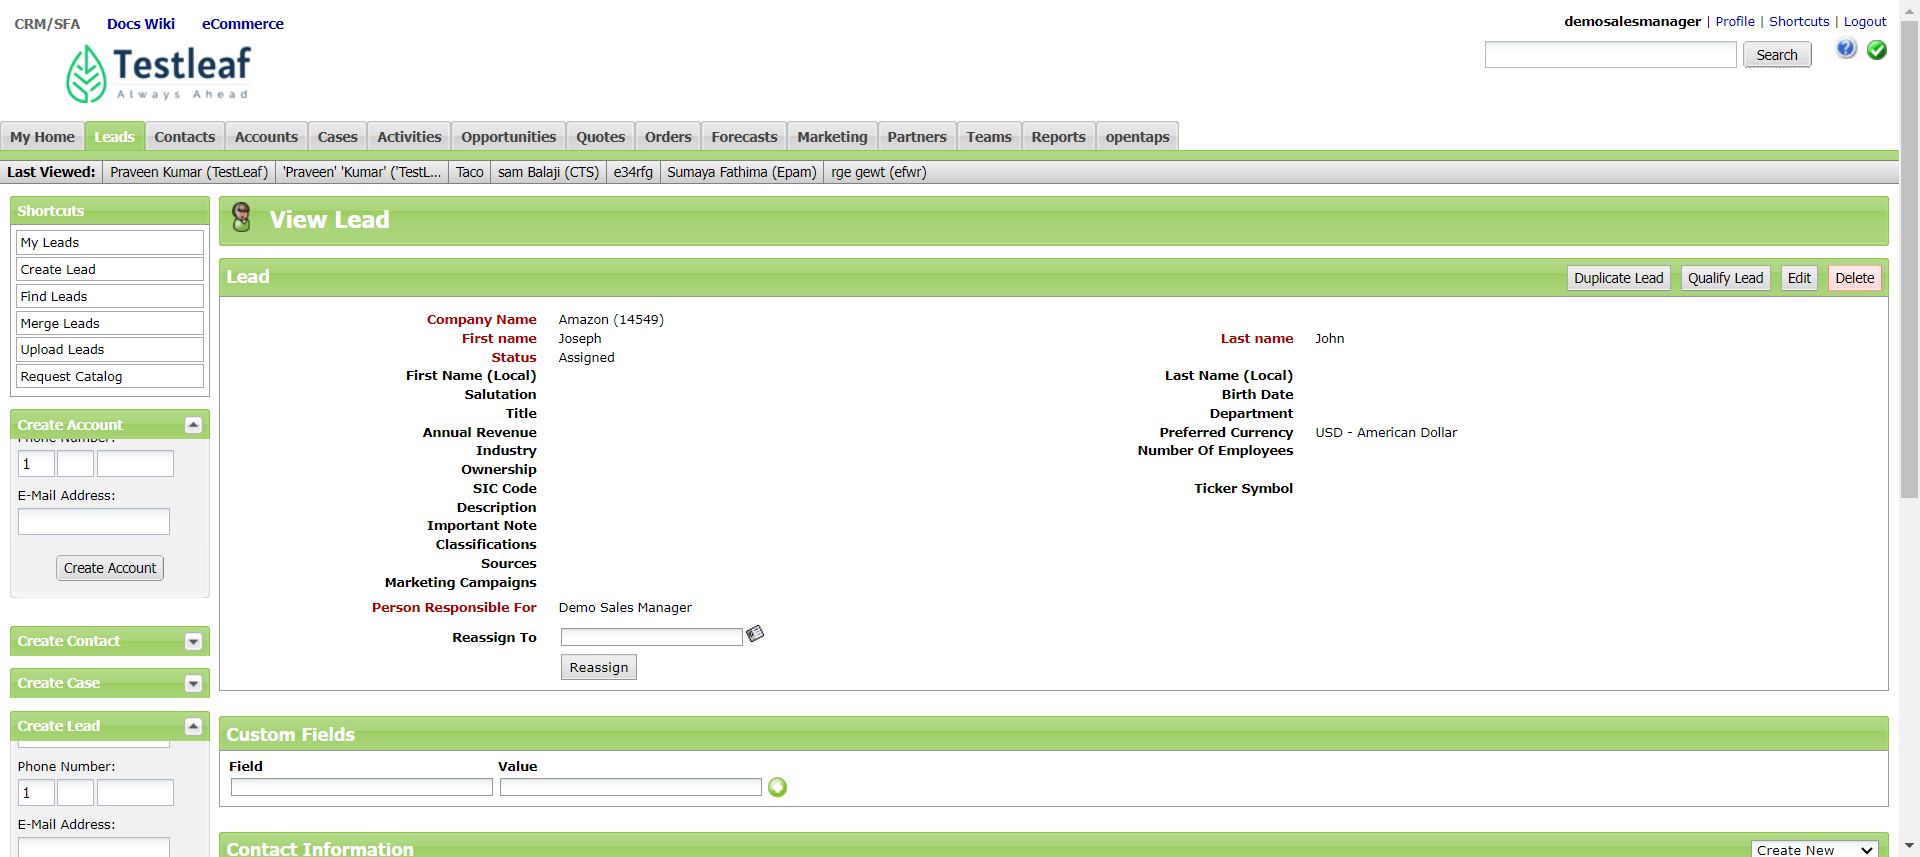 CRM/SFA Docs Wiki eCommerce
demosalesmanager | Profile | Shortcuts | Logout
Testleaf
Always Ahead
Search
My Home Leads Contacts Accounts Cases Activities Opportunities Quotes Orders Forecasts Marketing Partners Teams Reports opentaps
Last Viewed: Praveen Kumar (TestLeaf) 'Praveen' 'Kumar' ('TestL... Taco sam Balaji (CTS) e34rfg Sumaya Fathima (Epam) rge gewt (efwr)
Shortcuts
My Leads
Create Lead
Find Leads
Merge Leads
Upload Leads
Request Catalog
Create Account
Phone Number:
1
E-Mail Address:
Create Account
Create Contact
Create Case
Create Lead
Phone Number:
1
E-Mail Address:
View Lead
Lead
Duplicate Lead Qualify Lead Edit Delete
Company Name Amazon (14549)
First name Joseph Last name John
Status Assigned
First Name (Local) Last Name (Local)
Salutation Birth Date
Title Department
Annual Revenue Preferred Currency USD - American Dollar
Industry Number Of Employees
Ownership
SIC Code Ticker Symbol
Description
Important Note
Classifications
Sources
Marketing Campaigns
Person Responsible For Demo Sales Manager
Reassign To
Reassign
Custom Fields
Field Value
Contact Information Create New